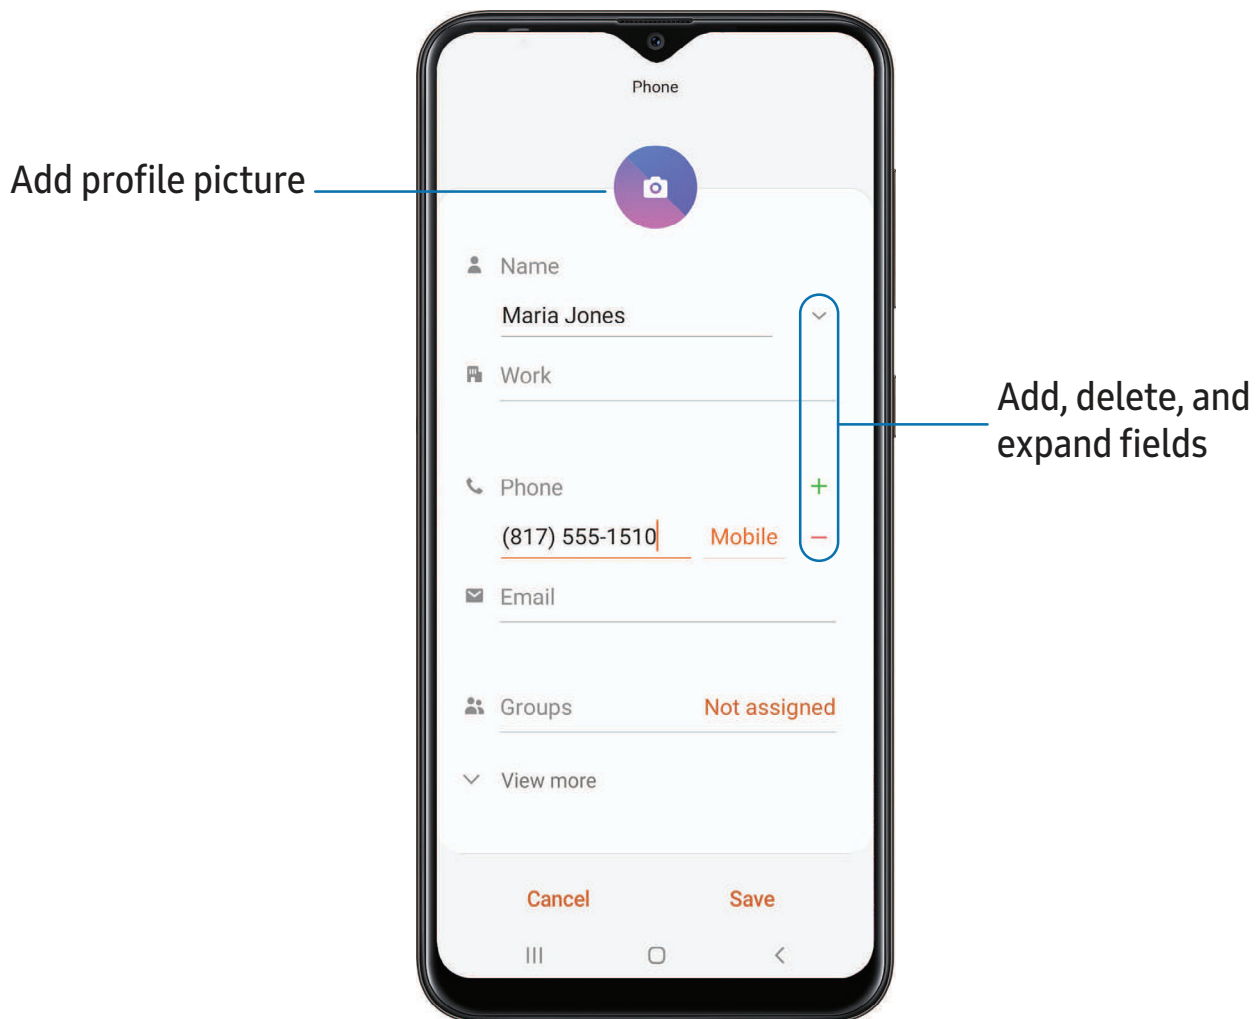 Phone
Add profile picture
Name
Maria Jones
Work
Add, delete, and
expand fields
Phone
(817) 555-1510 Mobile
Email
Groups Not assigned
View more
Cancel Save